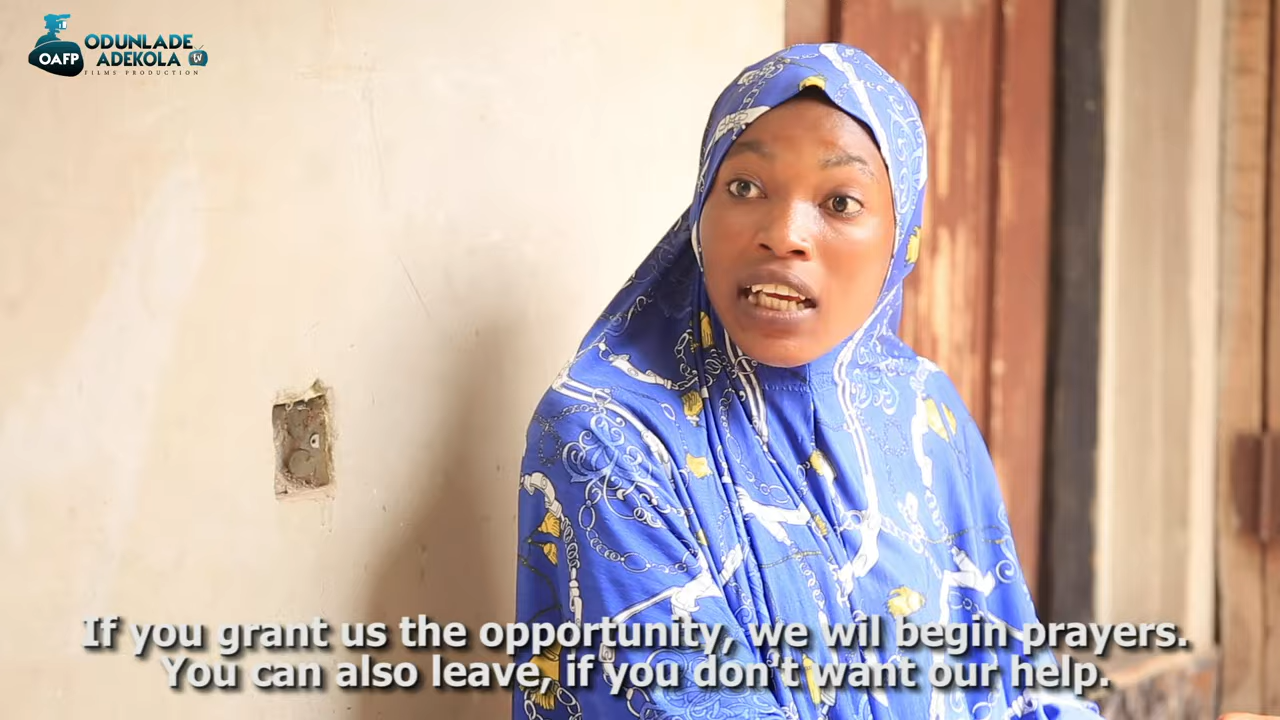 OAFP
ODUNLADE
ADEKOLA TV
FILMS PRODUCTION
If you grant us the opportunity, we wil begin prayers.
You can also leave, if you don't want our help.